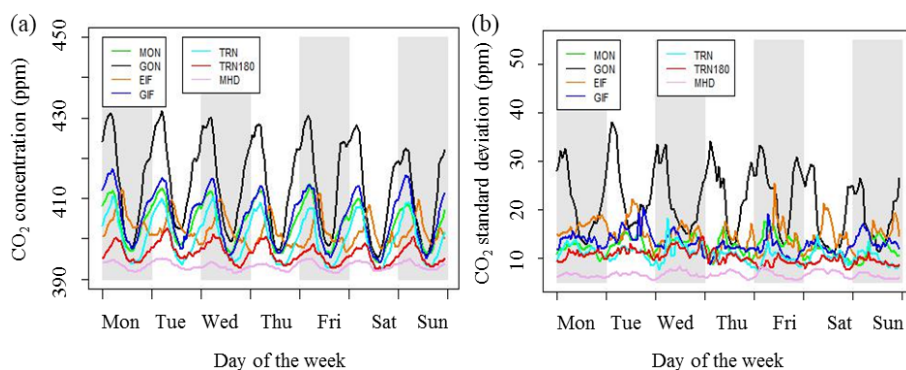 (a)
CO2 concentration (ppm)
450
430
410
390
MON
GON
EIF
GIF
TRN
TRN180
MHD
Mon Tue Wed Thu Fri Sat Sun
Day of the week
(b)
CO2 standard deviation (ppm)
50
40
30
20
10
MON
GON
EIF
GIF
TRN
TRN180
MHD
Mon Tue Wed Thu Fri Sat Sun
Day of the week